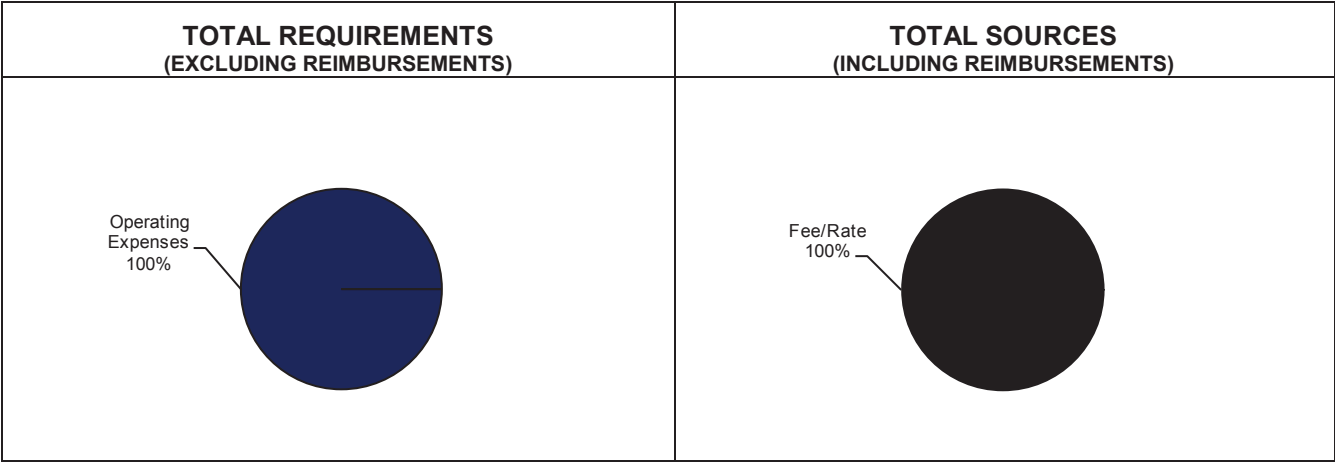 TOTAL REQUIREMENTS
(EXCLUDING REIMBURSEMENTS)
TOTAL SOURCES
(INCLUDING REIMBURSEMENTS)
Operating
Expenses
100%
Fee/Rate
100%